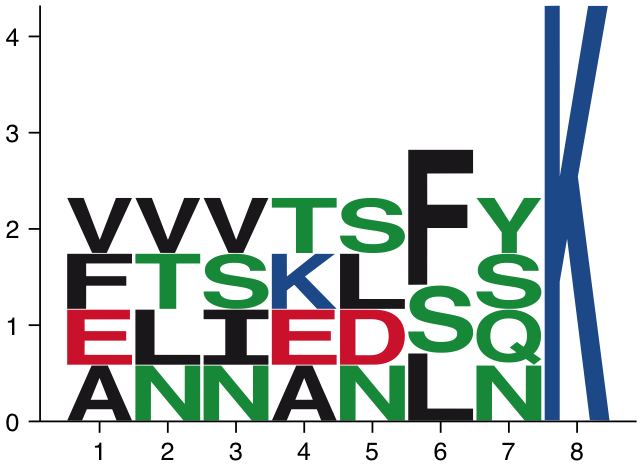 4
3
2
1
0
V V V T S F Y K
F T S K L S S
E L I E D L Q
A N N A N N
1 2 3 4 5 6 7 8